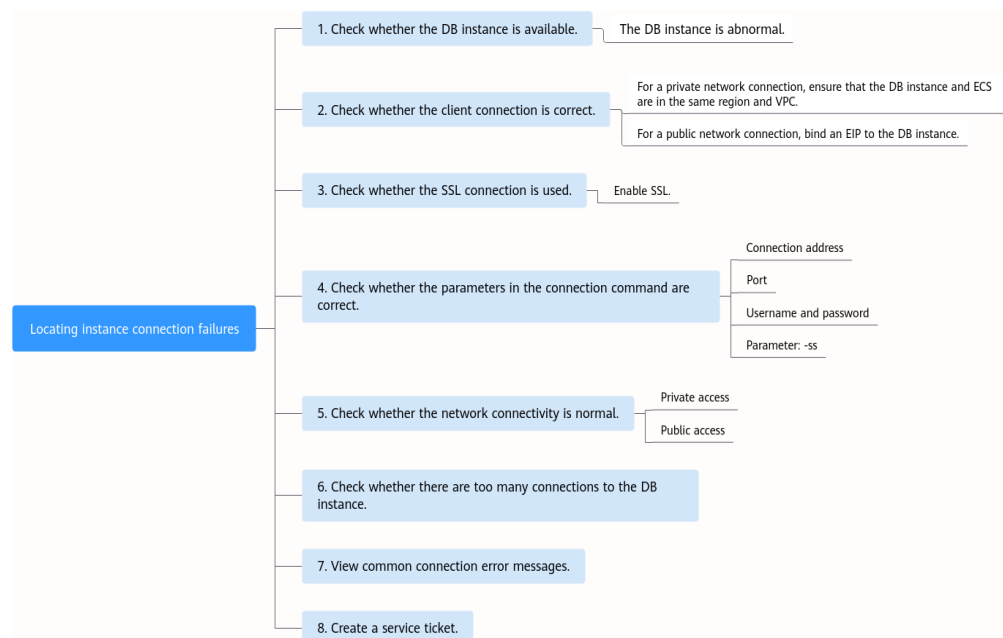 1. Check whether the DB instance is available.
The DB instance is abnormal.
2. Check whether the client connection is correct.
For a private network connection, ensure that the DB instance and ECS
are in the same region and VPC.
For a public network connection, bind an EIP to the DB instance.
3. Check whether the SSL connection is used.
Enable SSL.
Locating instance connection failures
4. Check whether the parameters in the connection command are
correct.
Connection address
Port
Username and password
Parameter: -ss
5. Check whether the network connectivity is normal.
Private access
Public access
6. Check whether there are too many connections to the DB
instance.
7. View common connection error messages.
8. Create a service ticket.